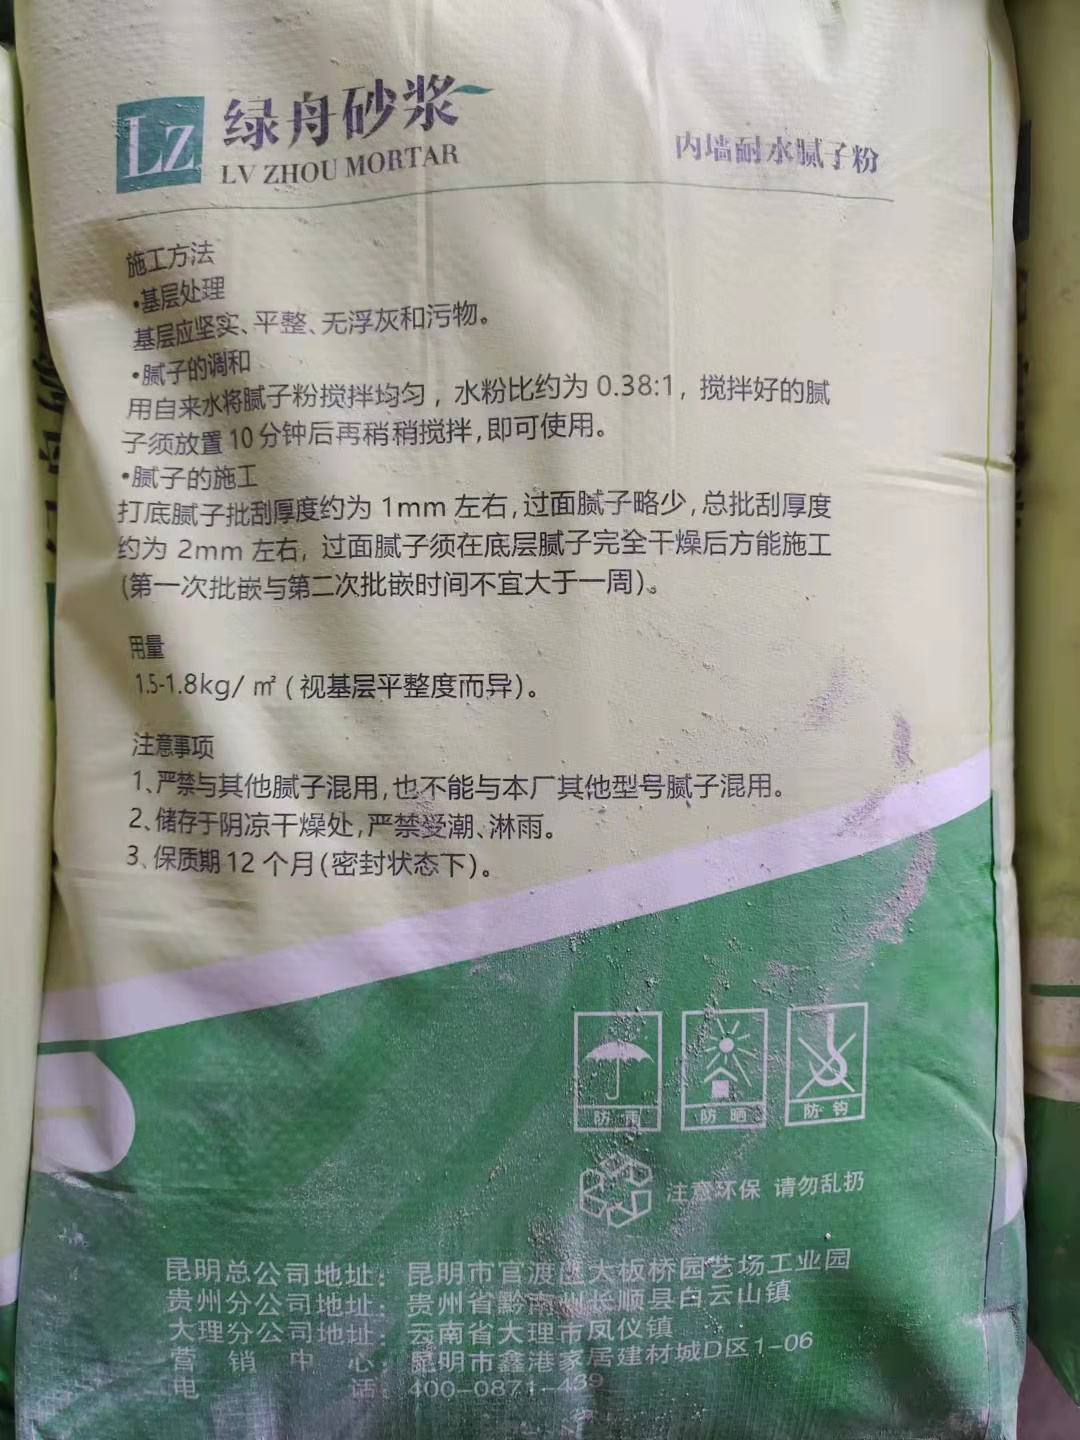 Lz 绿舟砂浆
LV ZHOU MORTAR
内墙耐水腻子粉
施工方法
•基层处理
基层应坚实、平整、无浮灰和污物。
•腻子的调和
用自来水将腻子粉搅拌均匀，水粉比约为 0.38:1，搅拌好的腻
子须放置10分钟后再稍稍搅拌，即可使用。
•腻子的施工
打底腻子批刮厚度约为 1mm 左右，过面腻子略少，总批刮厚度
约为 2mm 左右，过面腻子须在底层腻子完全干燥后方能施工
(第一次批嵌与第二次批嵌时间不宜大于一周)。
用量
1.5-1.8kg/㎡(视基层平整度而异)。
注意事项
1、严禁与其他腻子混用，也不能与本厂其他型号腻子混用。
2、储存于阴凉干燥处，严禁受潮、淋雨。
3、保质期12个月(密封状态下)。
防雨 防晒 防钩
注意环保 请勿乱扔
昆明总公司地址：昆明市官渡区大板桥园艺场工业园
贵州分公司地址：贵州省黔南州长顺县白云山镇
大理分公司地址：云南省大理市凤仪镇
营销中心：昆明市鑫港家居建材城D区1-06
电话：400-0871-439